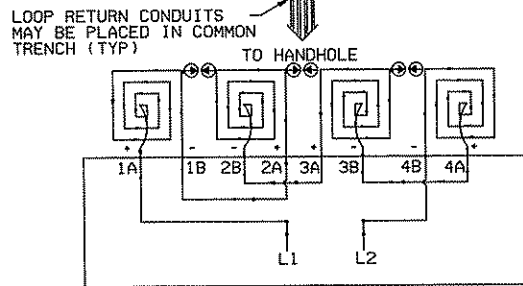 LOOP RETURN CONDUITS
MAY BE PLACED IN COMMON
TRENCH (TYP)
TO HANDHOLE
+ - - + + - - +
1A 1B 2B 2A 3A 3B 4B 4A
L1 L2